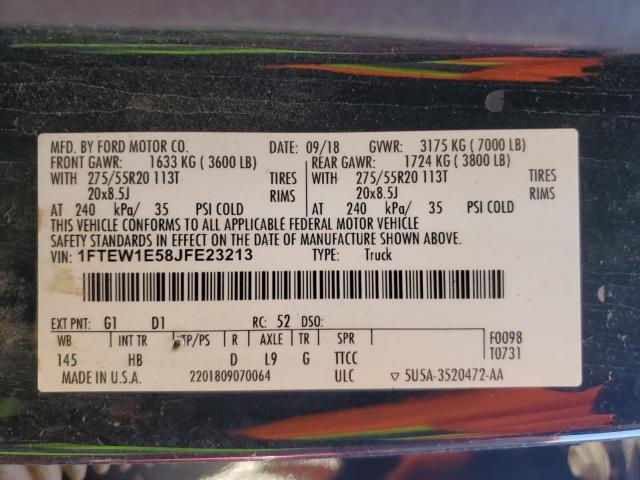 MFD. BY FORD MOTOR CO. DATE: 09/18 GVWR: 3175 KG ( 7000 LB)
FRONT GAWR: 1633 KG ( 3600 LB) REAR GAWR: 1724 KG ( 3800 LB)
WITH 275/55R20 113T TIRES WITH 275/55R20 113T TIRES
20x8.5J RIMS 20x8.5J RIMS
AT 240 kPa/ 35 PSI COLD AT 240 kPa/ 35 PSI COLD
THIS VEHICLE CONFORMS TO ALL APPLICABLE FEDERAL MOTOR VEHICLE
SAFETY STANDARDS IN EFFECT ON THE DATE OF MANUFACTURE SHOWN ABOVE.
VIN: 1FTEW1E58JFE23213 TYPE: Truck
EXT PNT: G1 D1 RC: 52 DSO:
WB INT TR TP/PS R AXLE TR SPR F0098
145 HB D L9 G TTCC T0731
MADE IN U.S.A. 2201809070064 ULC ▽ 5U5A-3520472-AA